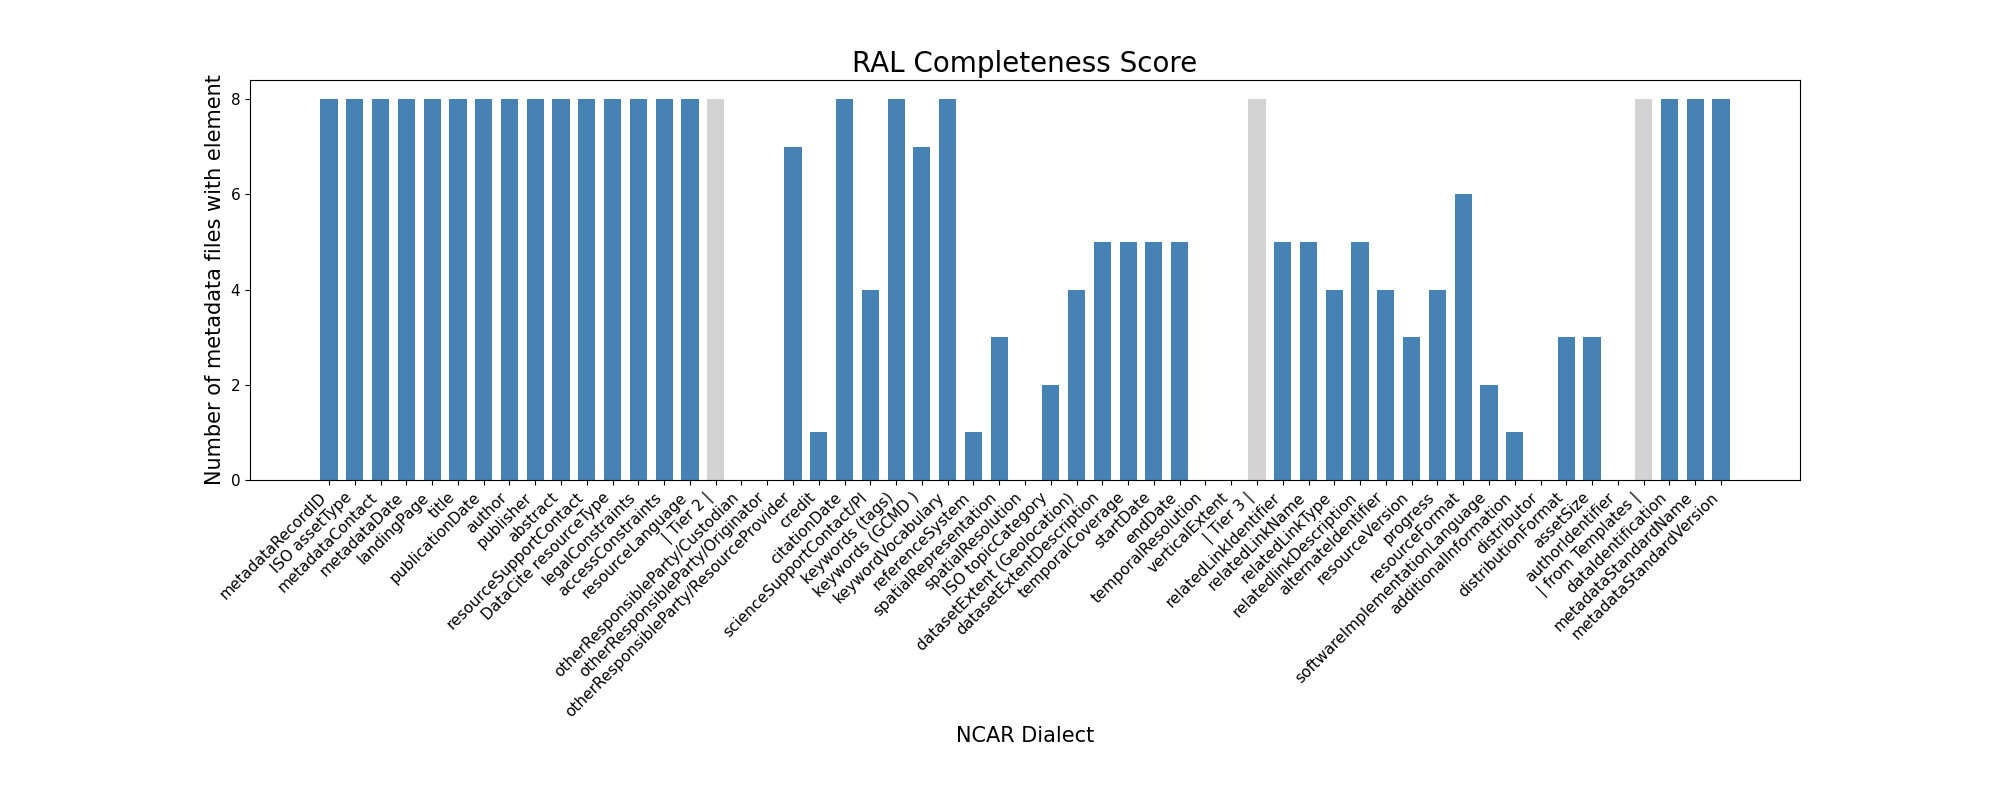 RAL Completeness Score
Number of metadata files with element
8
6
4
2
0
metadataRecordID
ISO assetType
metadataContact
metadataDate
landingPage
title
publicationDate
author
publisher
abstract
resourceSupportContact
DataCite resourceType
legalConstraints
accessConstraints
resourceLanguage
| Tier 2 |
otherResponsibleParty/Custodian
otherResponsibleParty/Originator
otherResponsibleParty/ResourceProvider
credit
citationDate
scienceSupportContact/PI
keywords (tags)
keywords (GCMD )
keywordVocabulary
referenceSystem
spatialRepresentation
spatialResolution
ISO topicCategory
datasetExtent (Geolocation)
datasetExtentDescription
temporalCoverage
startDate
endDate
temporalResolution
verticalExtent
| Tier 3 |
relatedLinkIdentifier
relatedLinkName
relatedLinkType
relatedlinkDescription
alternateIdentifier
resourceVersion
progress
resourceFormat
softwareImplementationLanguage
additionalInformation
distributor
distributionFormat
assetSize
authorIdentifier
| from Templates |
dataIdentification
metadataStandardName
metadataStandardVersion
NCAR Dialect